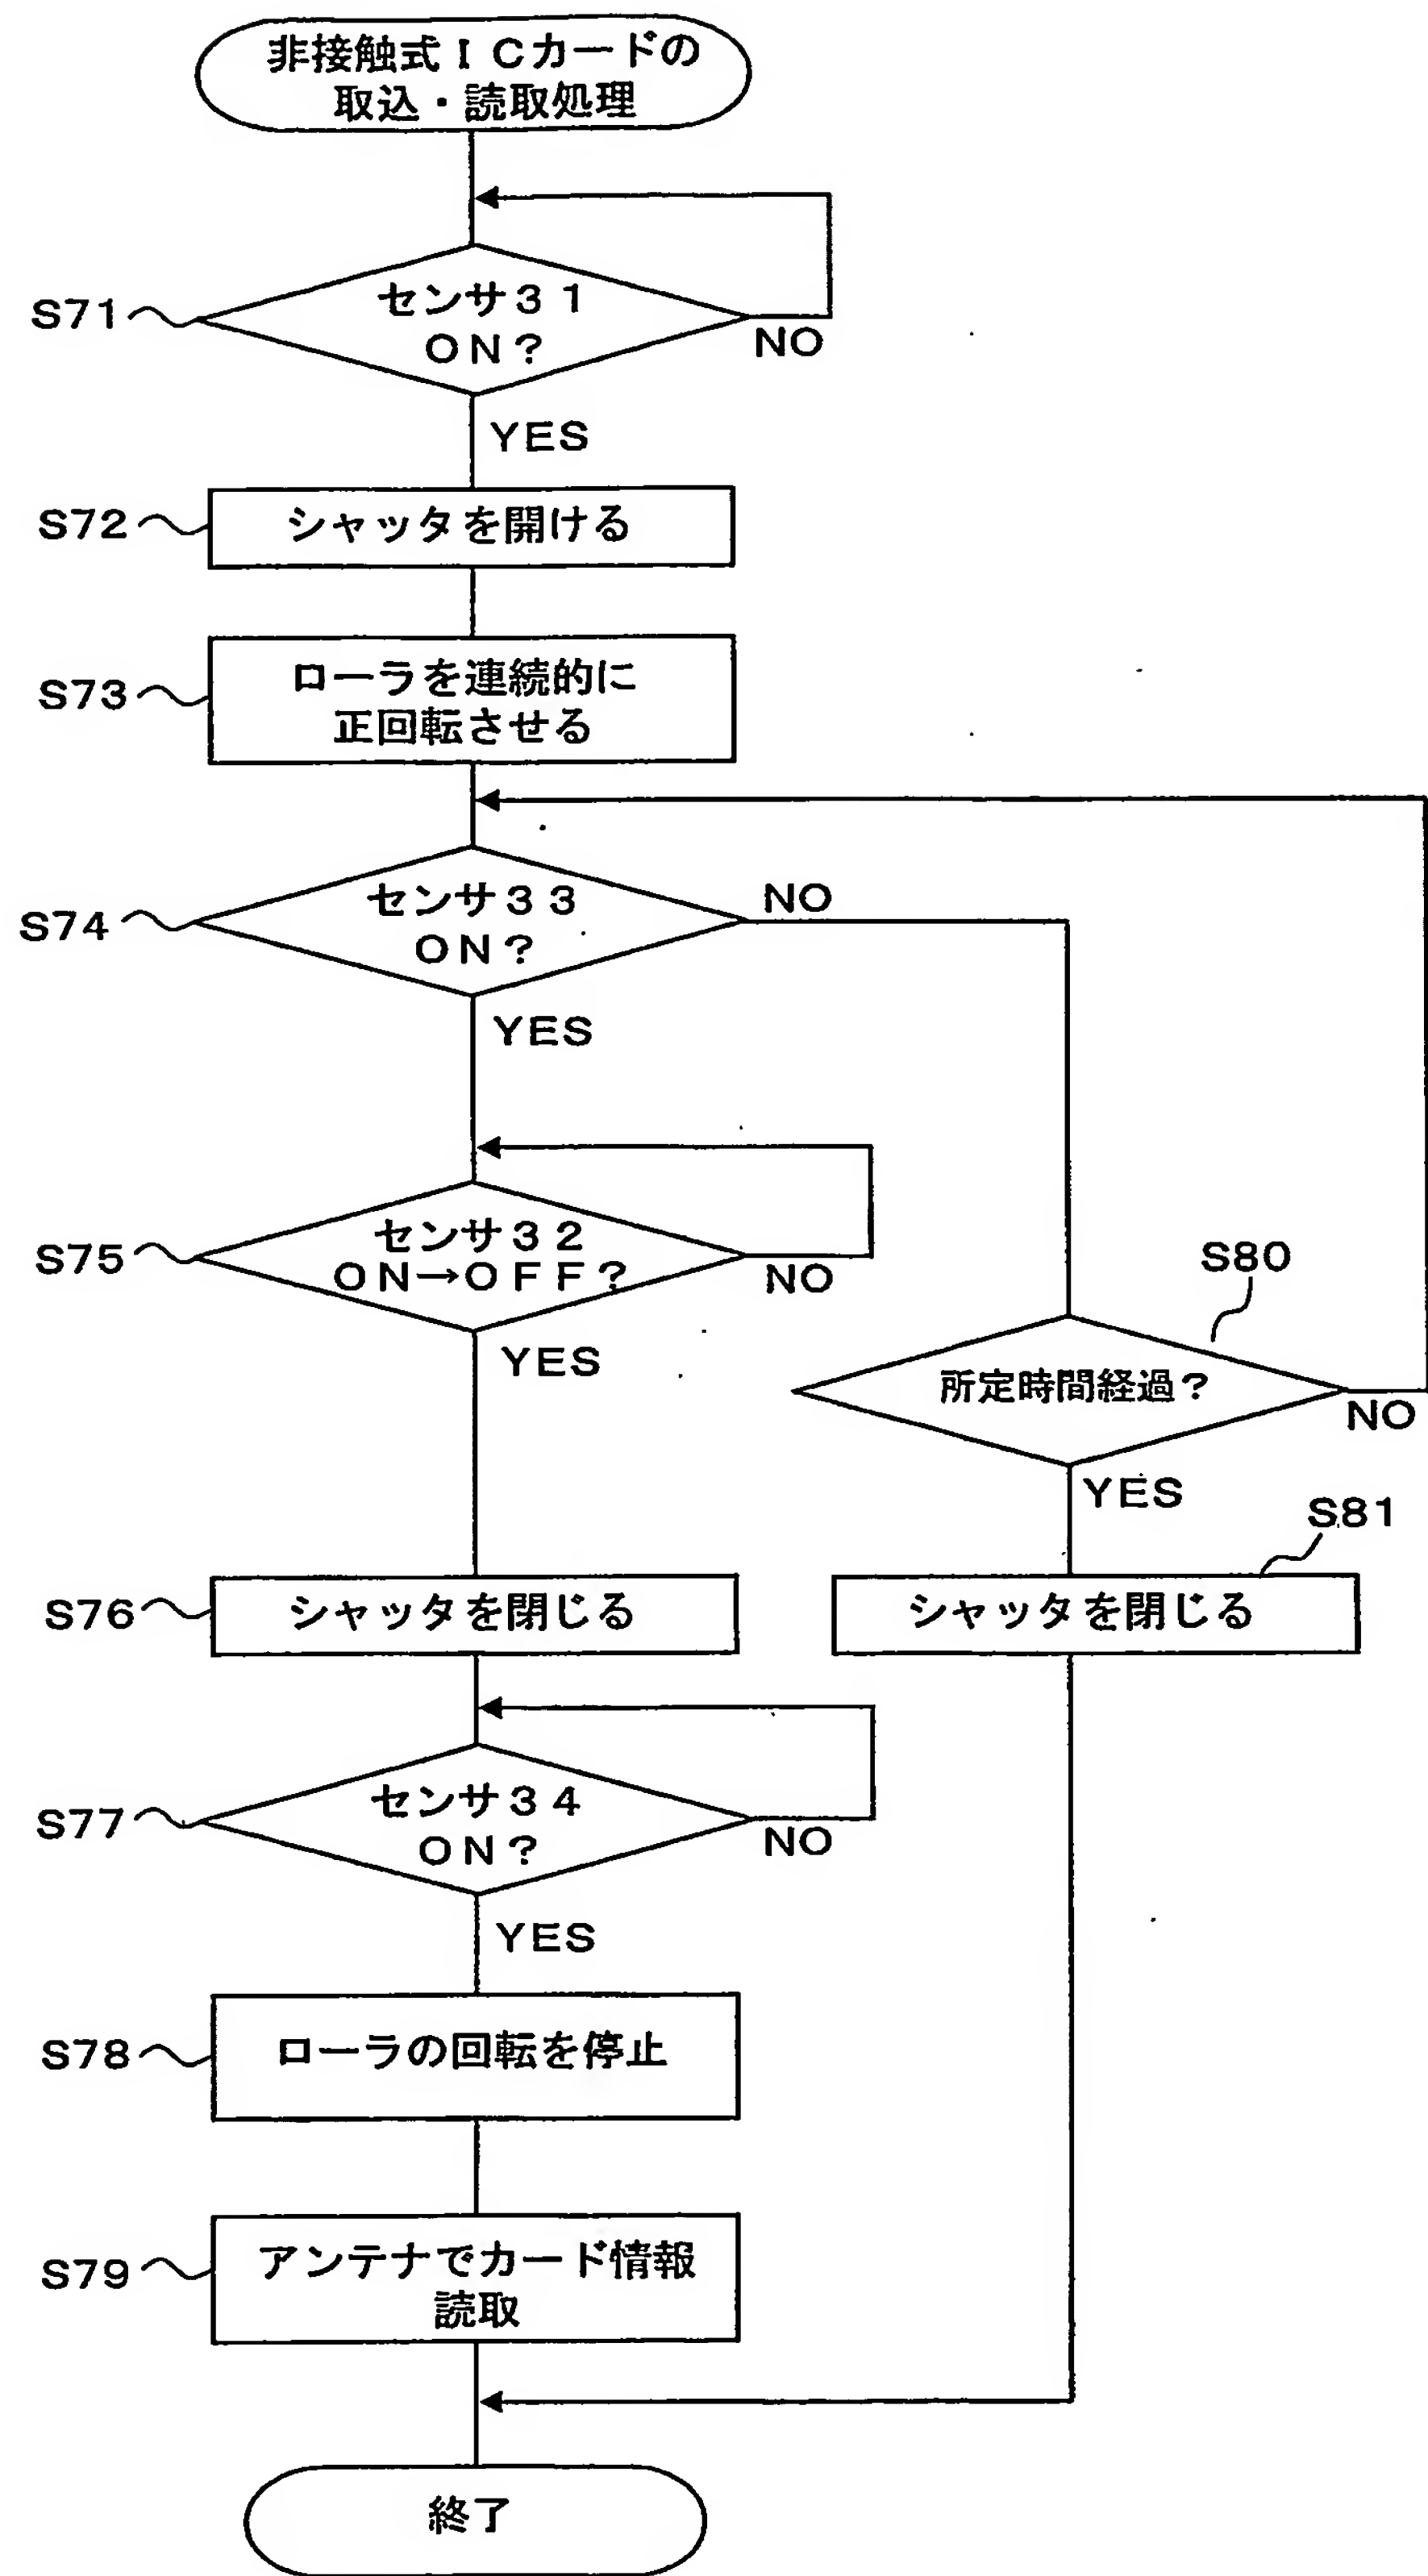 非接触式ＩＣカードの
取込・読取処理
S71
センサ３１
ＯＮ？
NO
YES
S72
シャッタを開ける
S73
ローラを連続的に
正回転させる
S74
センサ３３
ＯＮ？
NO
YES
S75
センサ３２
ＯＮ→ＯＦＦ？
NO
YES
S80
所定時間経過？
NO
YES
S76
シャッタを閉じる
S81
シャッタを閉じる
S77
センサ３４
ＯＮ？
NO
YES
S78
ローラの回転を停止
S79
アンテナでカード情報
読取
終了